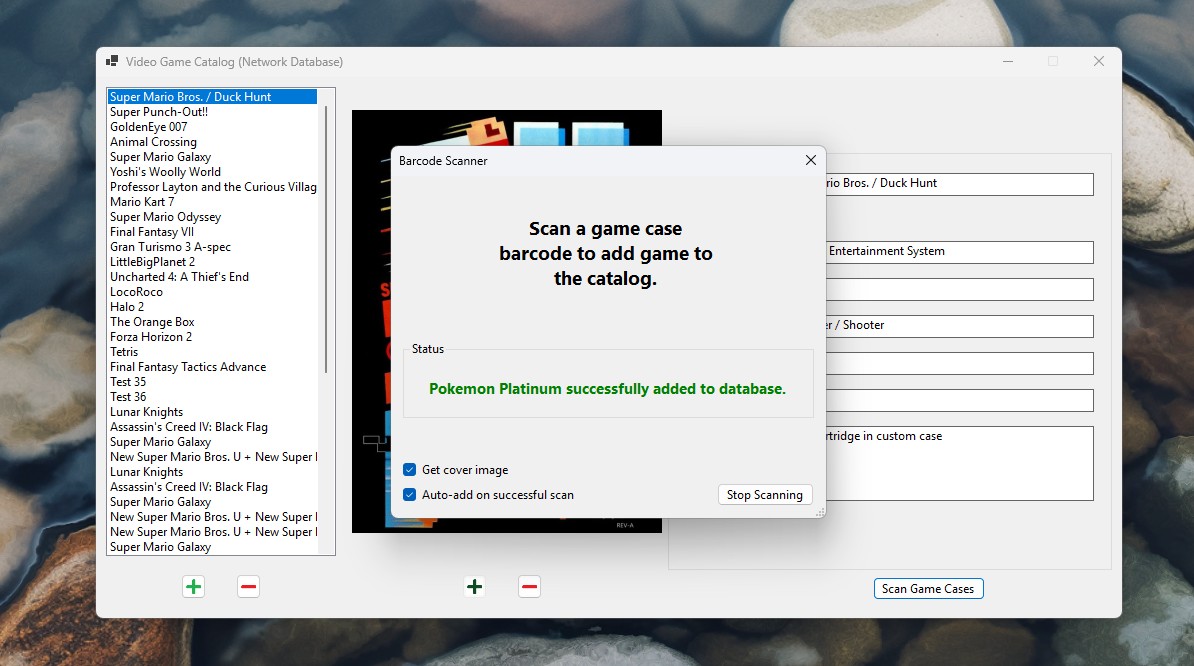 Video Game Catalog (Network Database)
Super Mario Bros. / Duck Hunt
Super Punch-Out!!
GoldenEye 007
Animal Crossing
Super Mario Galaxy
Yoshi's Woolly World
Professor Layton and the Curious Villag
Mario Kart 7
Super Mario Odyssey
Final Fantasy VII
Gran Turismo 3 A-spec
LittleBigPlanet 2
Uncharted 4: A Thief's End
LocoRoco
Halo 2
The Orange Box
Forza Horizon 2
Tetris
Final Fantasy Tactics Advance
Test 35
Test 36
Lunar Knights
Assassin's Creed IV: Black Flag
Super Mario Galaxy
New Super Mario Bros. U + New Super
Lunar Knights
Assassin's Creed IV: Black Flag
Super Mario Galaxy
New Super Mario Bros. U + New Super
New Super Mario Bros. U + New Super
Super Mario Galaxy
Barcode Scanner
Scan a game case
barcode to add game to
the catalog.
Status
Pokemon Platinum successfully added to database.
Get cover image
Auto-add on successful scan
Stop Scanning
REV-A
rio Bros. / Duck Hunt
Entertainment System
er / Shooter
rtridge in custom case
Scan Game Cases